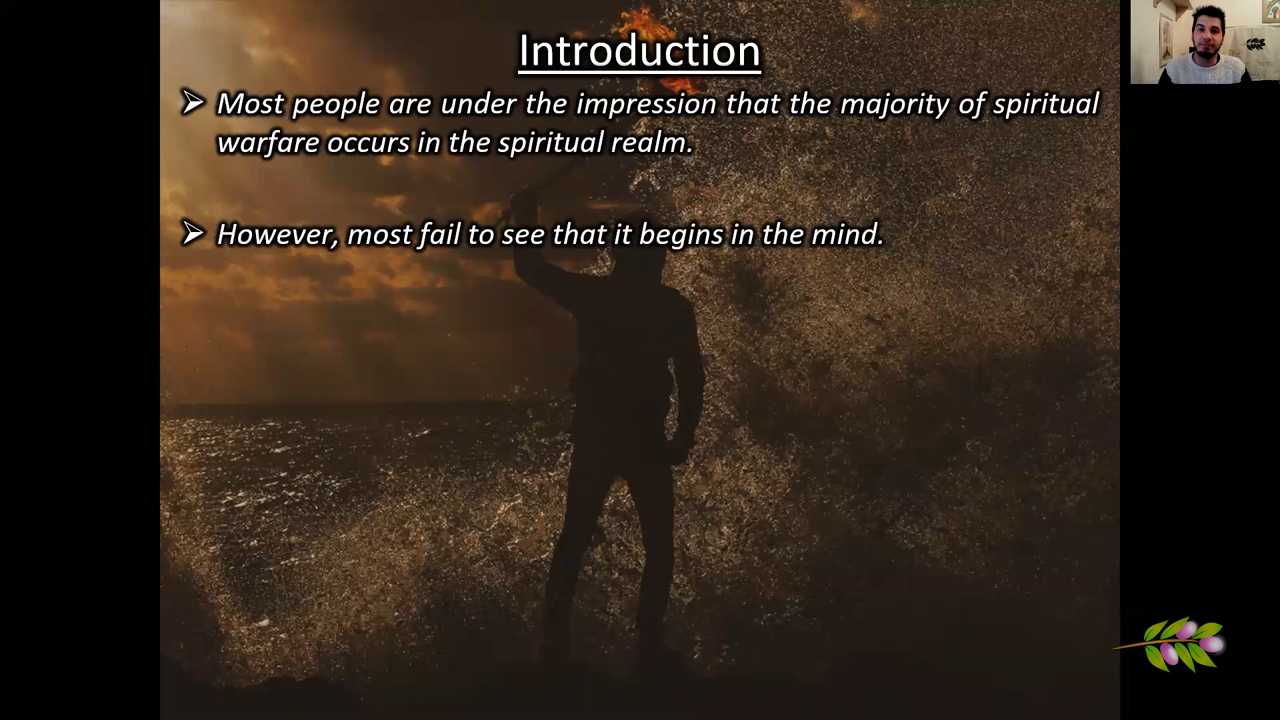 Introduction
➢ Most people are under the impression that the majority of spiritual
warfare occurs in the spiritual realm.
➢ However, most fail to see that it begins in the mind.